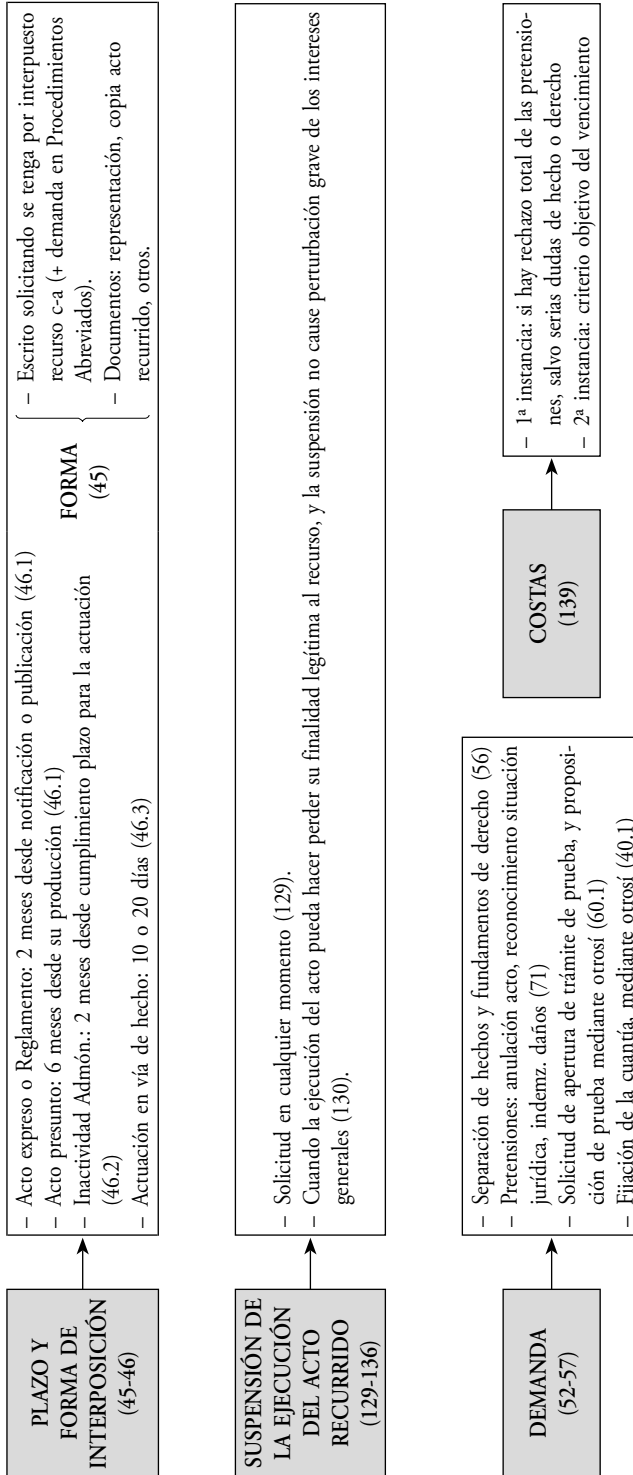 PLAZO Y
FORMA DE
INTERPOSICIÓN
(45-46)
– Acto expreso o Reglamento: 2 meses desde notificación o publicación (46.1)
– Acto presunto: 6 meses desde su producción (46.1)
– Inactividad Admón.: 2 meses desde cumplimiento plazo para la actuación
(46.2)
– Actuación en vía de hecho: 10 o 20 días (46.3)
FORMA
(45)
– Escrito solicitando se tenga por interpuesto
recurso c-a (+ demanda en Procedimientos
Abreviados).
– Documentos: representación, copia acto
recurrido, otros.
SUSPENSIÓN DE
LA EJECUCIÓN
DEL ACTO
RECURRIDO
(129-136)
– Solicitud en cualquier momento (129).
– Cuando la ejecución del acto pueda hacer perder su finalidad legítima al recurso, y la suspensión no cause perturbación grave de los intereses
generales (130).
DEMANDA
(52-57)
– Separación de hechos y fundamentos de derecho (56)
– Pretensiones: anulación acto, reconocimiento situación
jurídica, indemz. daños (71)
– Solicitud de apertura de trámite de prueba, y proposi-
ción de prueba mediante otrosí (60.1)
– Fijación de la cuantía, mediante otrosí (40.1)
COSTAS
(139)
– 1ª instancia: si hay rechazo total de las pretensio-
nes, salvo serias dudas de hecho o derecho
– 2ª instancia: criterio objetivo del vencimiento